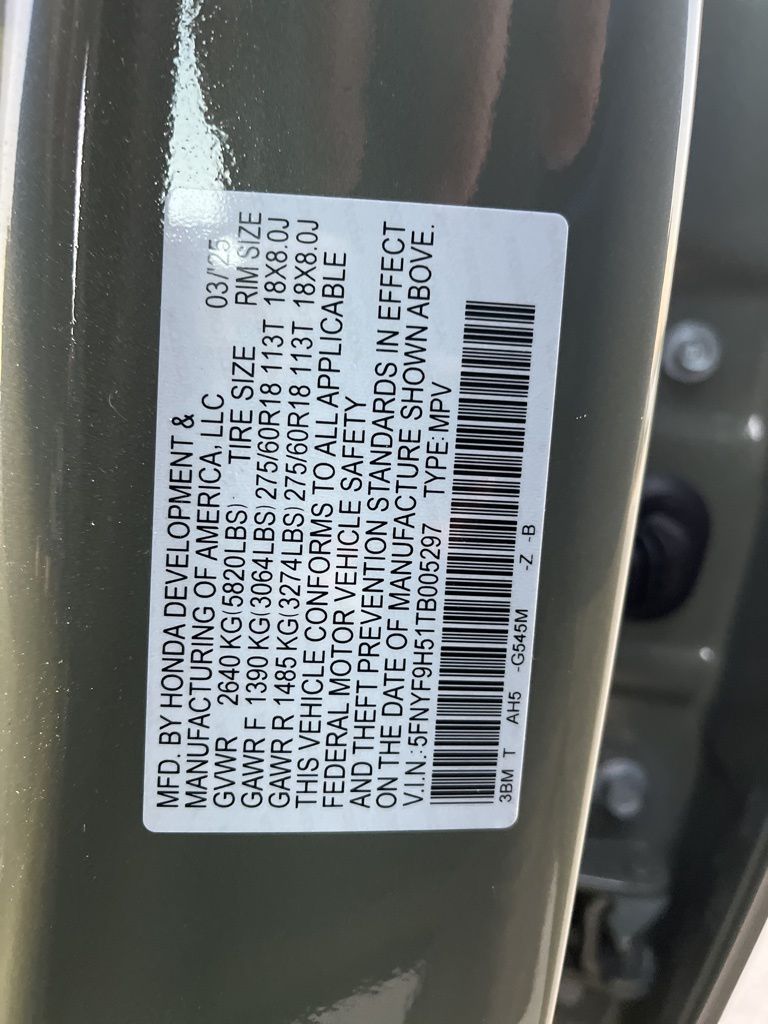 MFD. BY HONDA DEVELOPMENT &
MANUFACTURING OF AMERICA, LLC 03/'25
GVWR 2640 KG(5820LBS) TIRE SIZE RIM SIZE
GAWR F 1390 KG(3064LBS) 275/60R18 113T 18X8.0J
GAWR R 1485 KG(3274LBS) 275/60R18 113T 18X8.0J
THIS VEHICLE CONFORMS TO ALL APPLICABLE
FEDERAL MOTOR VEHICLE SAFETY
AND THEFT PREVENTION STANDARDS IN EFFECT
ON THE DATE OF MANUFACTURE SHOWN ABOVE.
V.I.N.:5FNYF9H51TB005297 TYPE:MPV
3BM T AH5 -G545M -Z -B